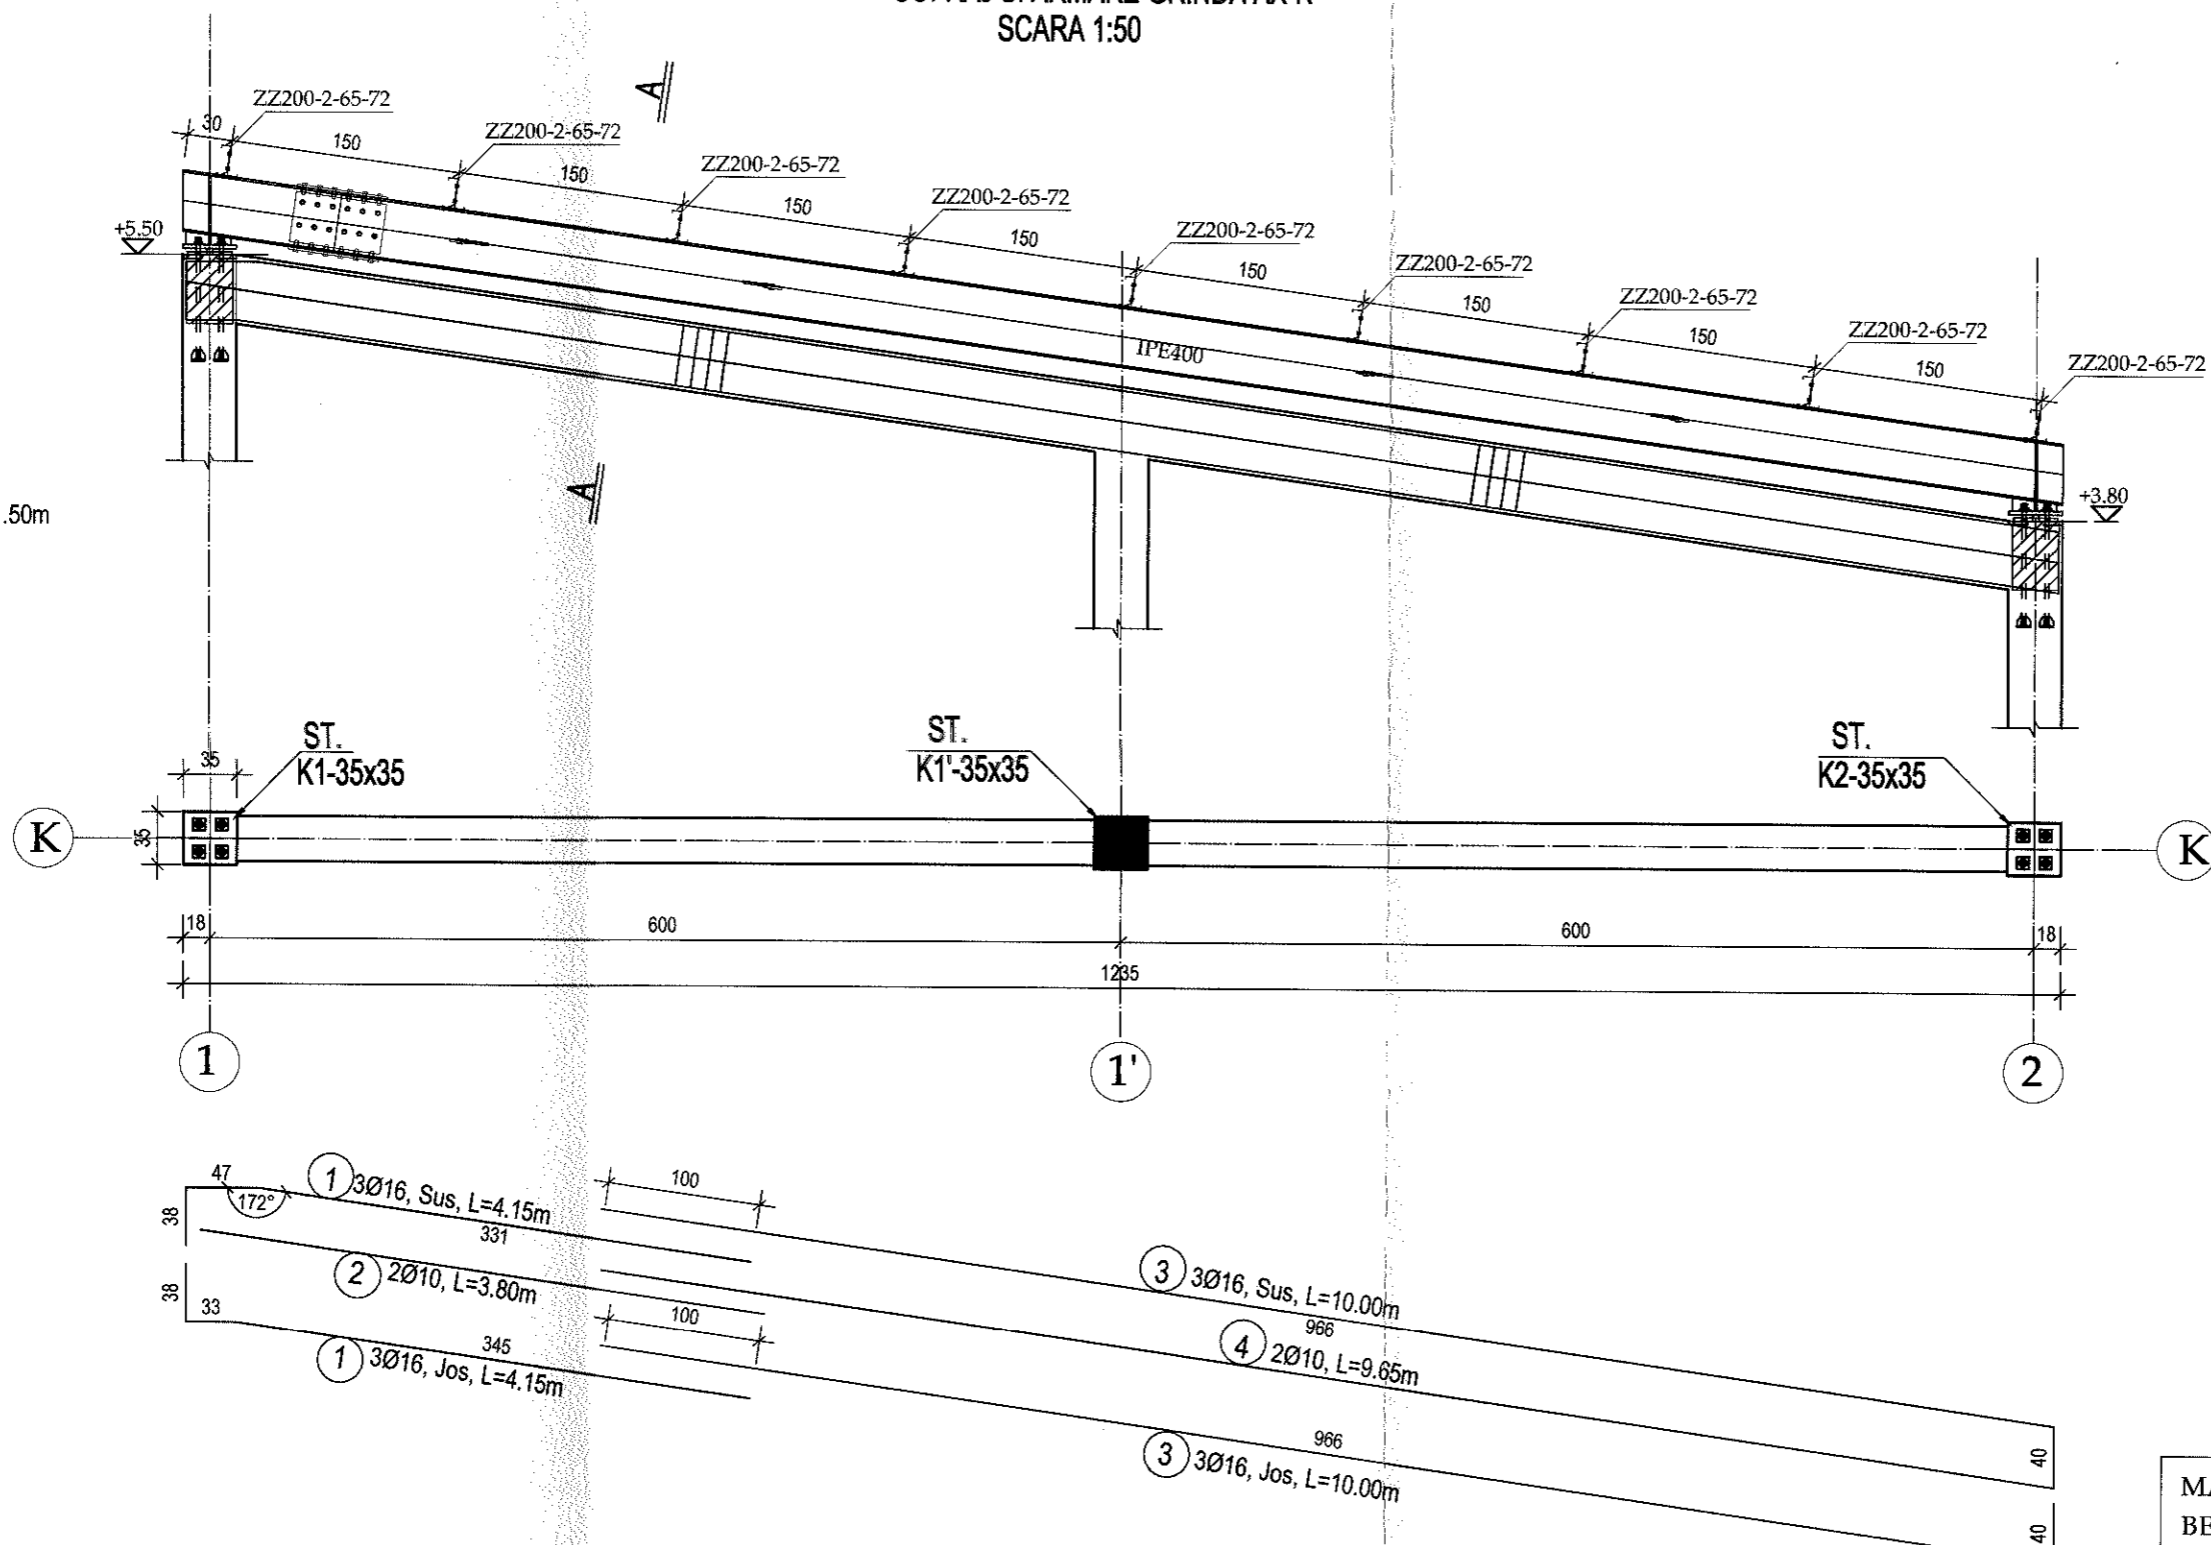 SCARA 1:50
A
ZZ200-2-65-72
30
150
ZZ200-2-65-72
150
ZZ200-2-65-72
150
ZZ200-2-65-72
150
ZZ200-2-65-72
150
ZZ200-2-65-72
150
ZZ200-2-65-72
150
ZZ200-2-65-72
150
ZZ200-2-65-72
+5.50
IPE400
A
+3.80
.50m
ST.
K1-35x35
35
ST.
K1'-35x35
ST.
K2-35x35
K
35
K
18
600
600
18
1235
1
1'
2
47
172°
38
1 3Ø16, Sus, L=4.15m
331
100
2 2Ø10, L=3.80m
38
33
100
345
1 3Ø16, Jos, L=4.15m
3 3Ø16, Sus, L=10.00m
966
4 2Ø10, L=9.65m
966
3 3Ø16, Jos, L=10.00m
40
40